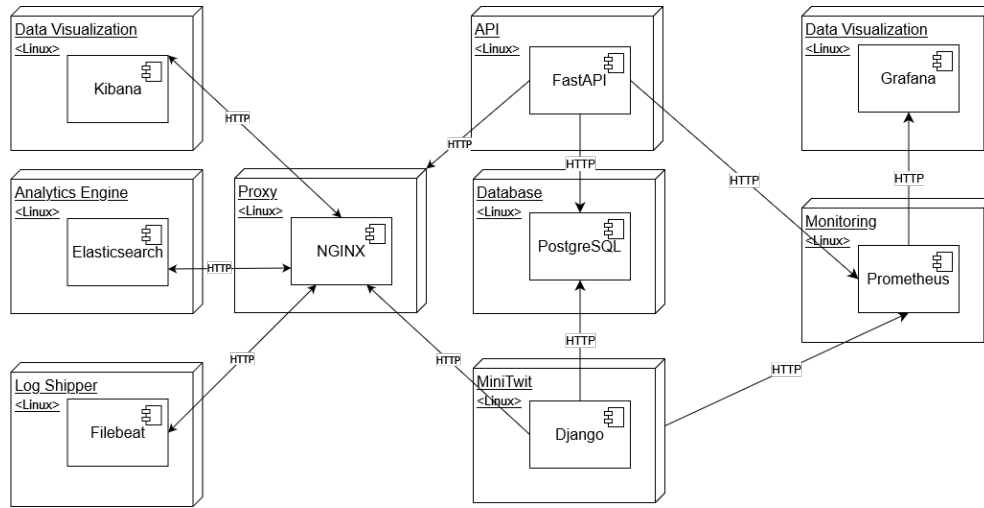 Data Visualization
<Linux>
Kibana
API
<Linux>
FastAPI
Data Visualization
<Linux>
Grafana
HTTP
HTTP
HTTP
HTTP
HTTP
Analytics Engine
<Linux>
Elasticsearch
Proxy
<Linux>
NGINX
Database
<Linux>
PostgreSQL
Monitoring
<Linux>
Prometheus
HTTP
HTTP
HTTP
HTTP
HTTP
Log Shipper
<Linux>
Filebeat
MiniTwit
<Linux>
Django